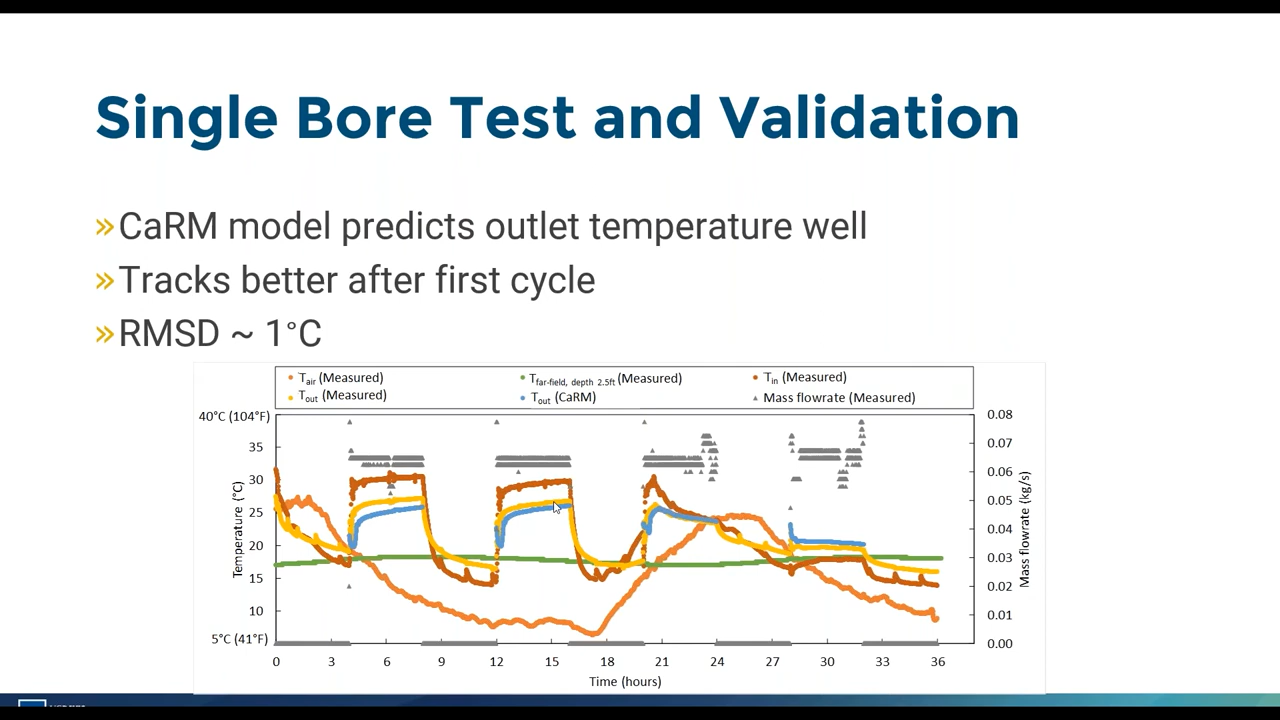 Single Bore Test and Validation
»CaRM model predicts outlet temperature well
»Tracks better after first cycle
»RMSD ~ 1°C
Tair (Measured) Tfar-field, depth 2.5ft (Measured) Tin (Measured)
Tout (Measured) Tout (CaRM) Mass flowrate (Measured)
40°C (104°F) 0.08
35 0.07
30 0.06
25 0.05
20 0.04
15 0.03
10 0.02
0.01
5°C (41°F) 0.00
Temperature (°C)
Mass flowrate (kg/s)
0 3 6 9 12 15 18 21 24 27 30 33 36
Time (hours)